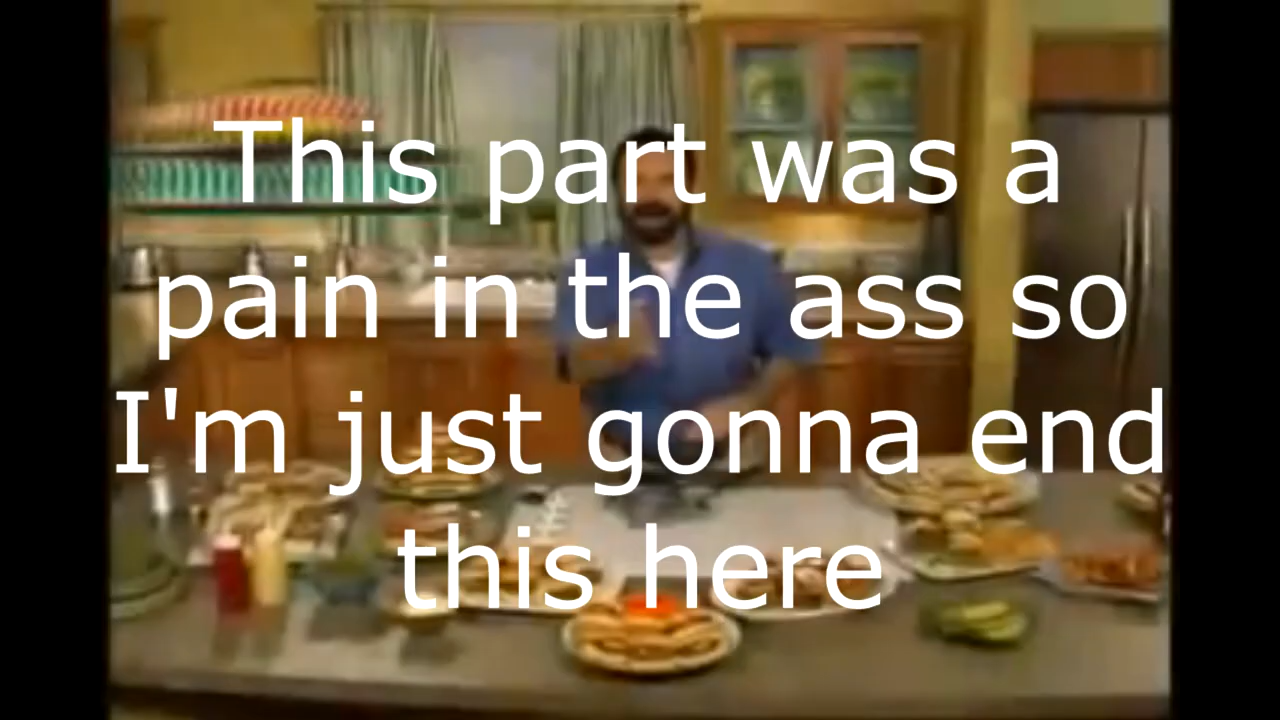 This part was a
pain in the ass so
I'm just gonna end
this here